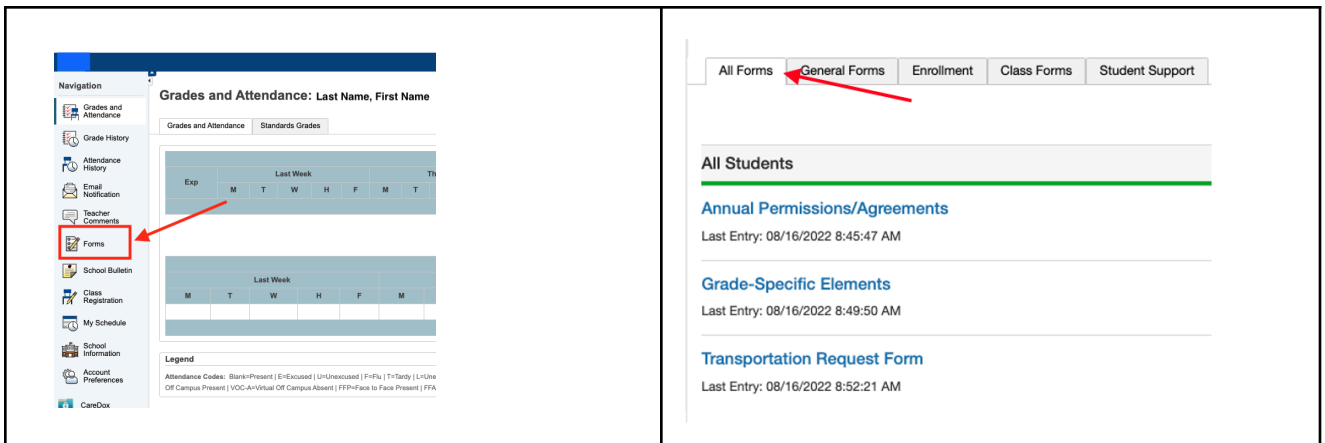 Navigation
Grades and
Attendance
Grade History
Attendance
History
Email
Notification
Teacher
Comments
Forms
School Bulletin
Class
Registration
My Schedule
School
Information
Account
Preferences
CareDox
Grades and Attendance: Last Name, First Name
Grades and Attendance Standards Grades
Exp Last Week Th
M T W H F M T
Last Week
M T W H F M
Legend
Attendance Codes: Blank=Present | E=Excused | U=Unexcused | F=Flu | T=Tardy | L=Une
Off Campus Present | VOC-A=Virtual Off Campus Absent | FFP=Face to Face Present | FFA
All Forms General Forms Enrollment Class Forms Student Support
All Students
Annual Permissions/Agreements
Last Entry: 08/16/2022 8:45:47 AM
Grade-Specific Elements
Last Entry: 08/16/2022 8:49:50 AM
Transportation Request Form
Last Entry: 08/16/2022 8:52:21 AM